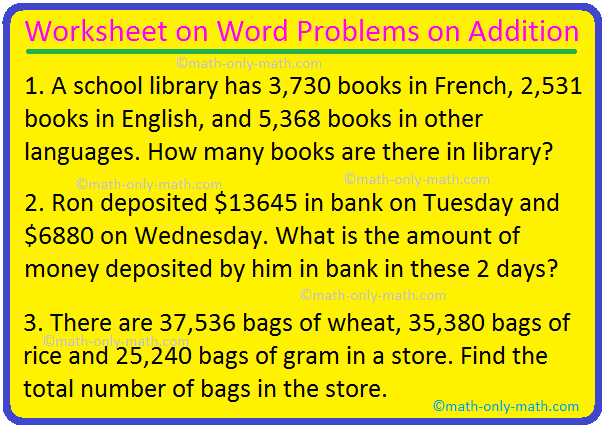 Worksheet on Word Problems on Addition
©math-only-math.com
1. A school library has 3,730 books in French, 2,531
books in English, and 5,368 books in other
languages. How many books are there in library?
©math-only-math.com
©math-only-math.com
2. Ron deposited $13645 in bank on Tuesday and
$6880 on Wednesday. What is the amount of
money deposited by him in bank in these 2 days?
©math-only-math.com
3. There are 37,536 bags of wheat, 35,380 bags of
©math-only-math.com
rice and 25,240 bags of gram in a store. Find the
total number of bags in the store.
©math-only-math.com